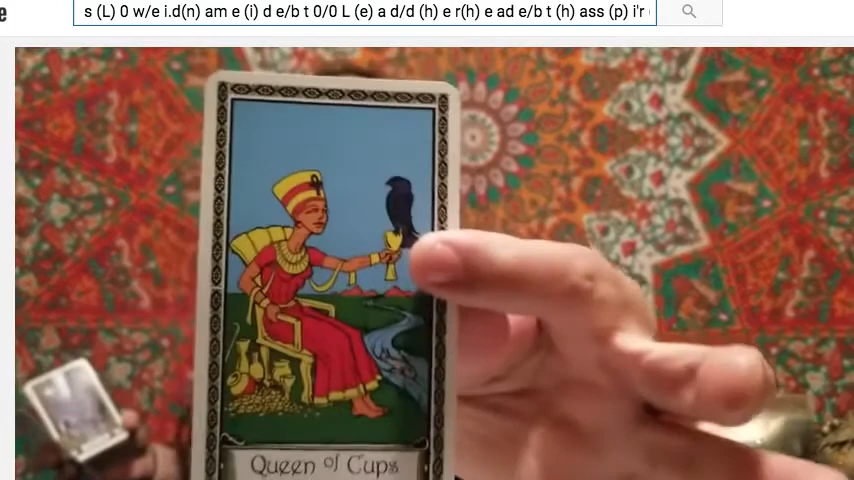 e
s (L) 0 w/e i.d(n) am e (i) d e/b t 0/0 L (e) a d/d (h) e r(h) e ad e/b t (h) ass (p) i'r
Queen of Cups